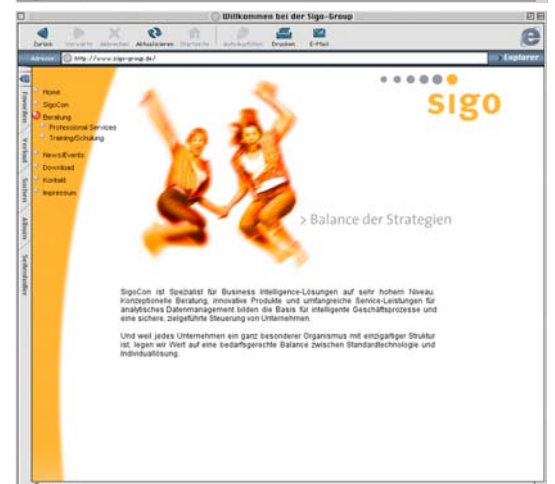 Willkommen bei der Sigo-Group
Zurück Vorwärts Abbrechen Aktualisieren Startseite Autoausfüllen Drucken E-Mail
Adresse: http://www.sigo-group.de/ Explorer
Favoriten
Verlauf
Suchen
Album
Seitenhalter
Home
SigoCon
Beratung
Professional Services
Training/Schulung
News/Events
Download
Kontakt
Impressum
sigo
> Balance der Strategien
SigoCon ist Spezialist für Business Intelligence-Lösungen auf sehr hohem Niveau.
Konzeptionelle Beratung, innovative Produkte und umfangreiche Service-Leistungen für
analytisches Datenmanagement bilden die Basis für intelligente Geschäftsprozesse und
eine sichere, zielgeführte Steuerung von Unternehmen.
Und weil jedes Unternehmen ein ganz besonderer Organismus mit einzigartiger Struktur
ist, legen wir Wert auf eine bedarfsgerechte Balance zwischen Standardtechnologie und
Individuallösung.